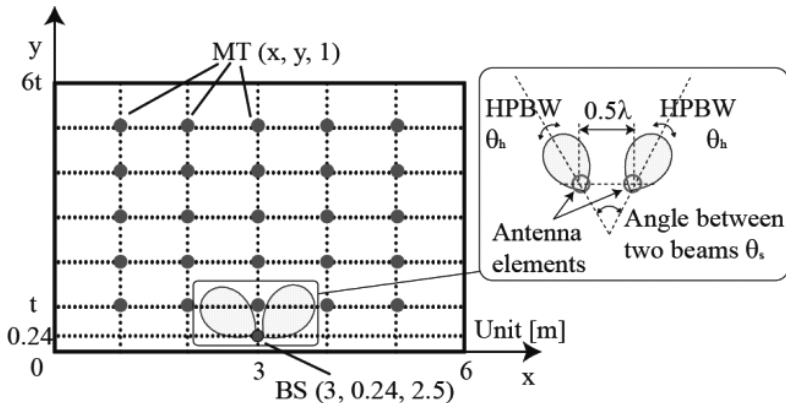 y
6t
MT (x, y, 1)
t
0.24
0
3
6
x
Unit [m]
BS (3, 0.24, 2.5)
HPBW
θh
0.5λ
HPBW
θh
Antenna
elements
Angle between
two beams θs